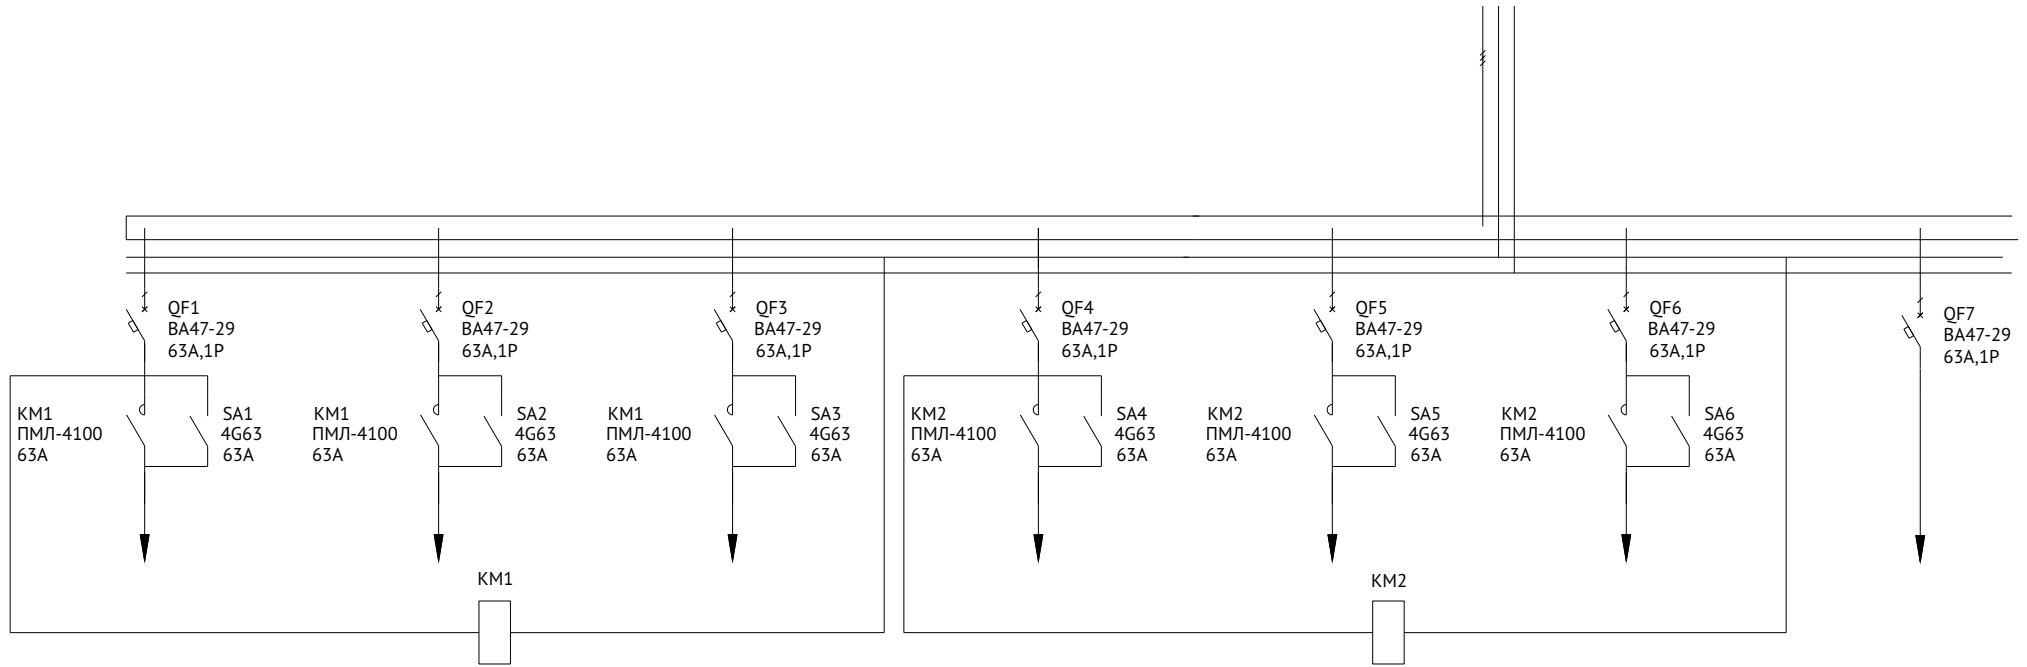 QF1
ВА47-29
63А,1Р
QF2
ВА47-29
63А,1Р
QF3
ВА47-29
63А,1Р
QF4
ВА47-29
63А,1Р
QF5
ВА47-29
63А,1Р
QF6
ВА47-29
63А,1Р
QF7
ВА47-29
63А,1Р
КМ1
ПМЛ-4100
63А
SA1
4G63
63А
КМ1
ПМЛ-4100
63А
SA2
4G63
63А
КМ1
ПМЛ-4100
63А
SA3
4G63
63А
КМ2
ПМЛ-4100
63А
SA4
4G63
63А
КМ2
ПМЛ-4100
63А
SA5
4G63
63А
КМ2
ПМЛ-4100
63А
SA6
4G63
63А
КМ1
КМ2